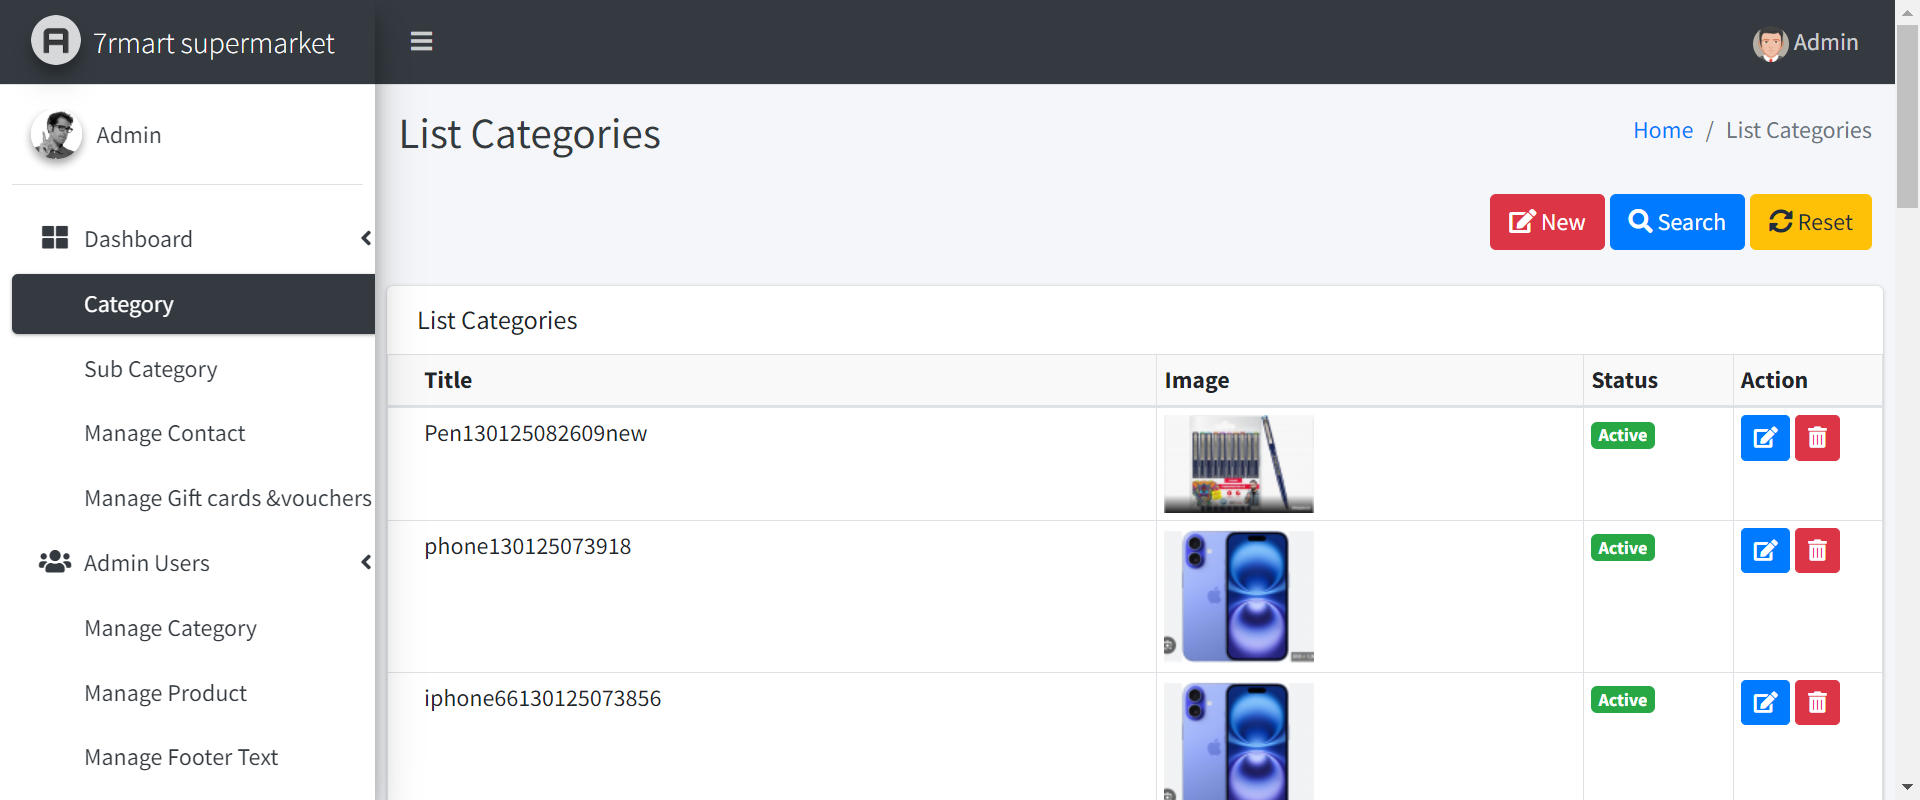 7rmart supermarket
Admin
Admin
List Categories
Home / List Categories
New
Search
Reset
Dashboard
Category
Sub Category
Manage Contact
Manage Gift cards &vouchers
Admin Users
Manage Category
Manage Product
Manage Footer Text
List Categories
Title Image Status Action
Pen130125082609new Active
phone130125073918 Active
iphone66130125073856 Active